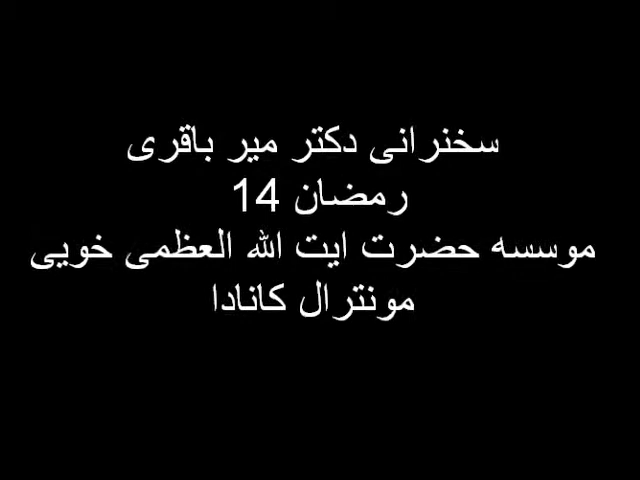 سخنرانی دکتر میر باقری
رمضان 14
موسسه حضرت ایت الله العظمی خویی
مونترال کانادا